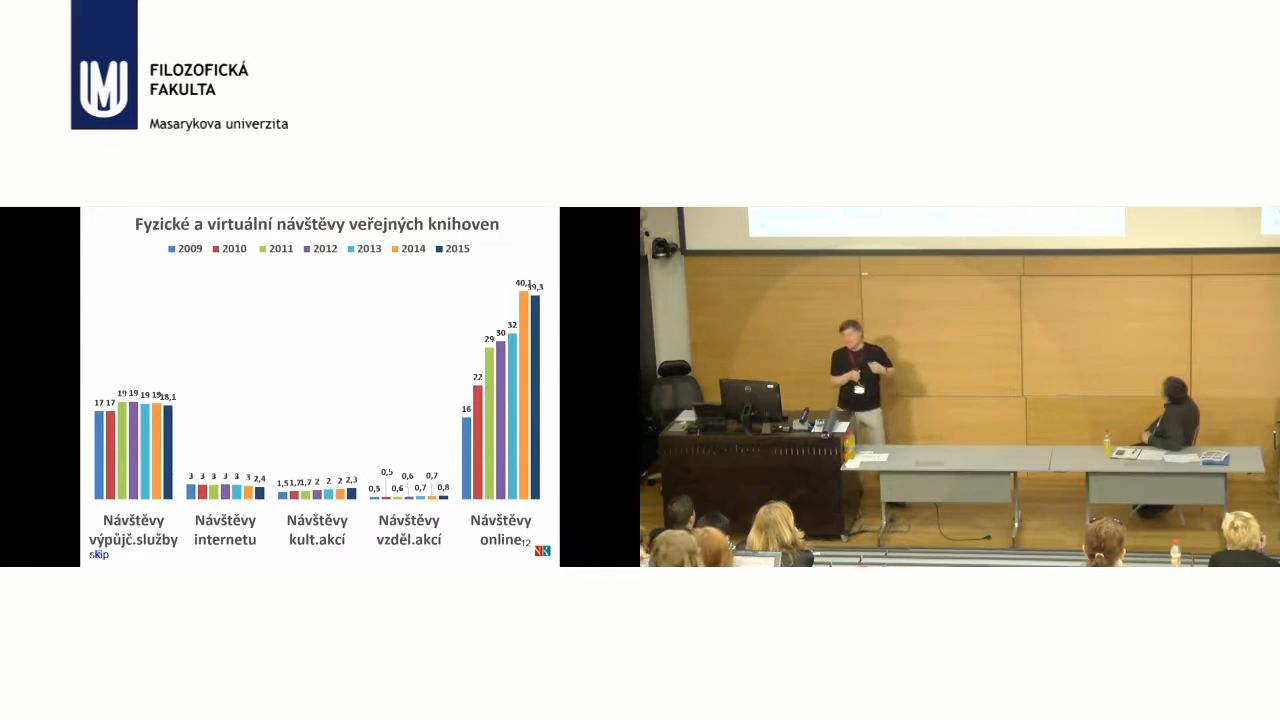 FILOZOFICKÁ
FAKULTA
Masarykova univerzita
Fyzické a virtuální návštěvy veřejných knihoven
2009 2010 2011 2012 2013 2014 2015
17 17 19 19 19 19 18,1
3 3 3 3 3 3 2,4
1,5 1,7 1,7 2 2 2 2,3
0,5 0,5 0,6 0,6 0,7 0,7 0,8
16 22 29 30 32 40,1 39,3
Návštěvy
výpůjč.služby
Návštěvy
internetu
Návštěvy
kult.akcí
Návštěvy
vzděl.akcí
Návštěvy
online
12
skip